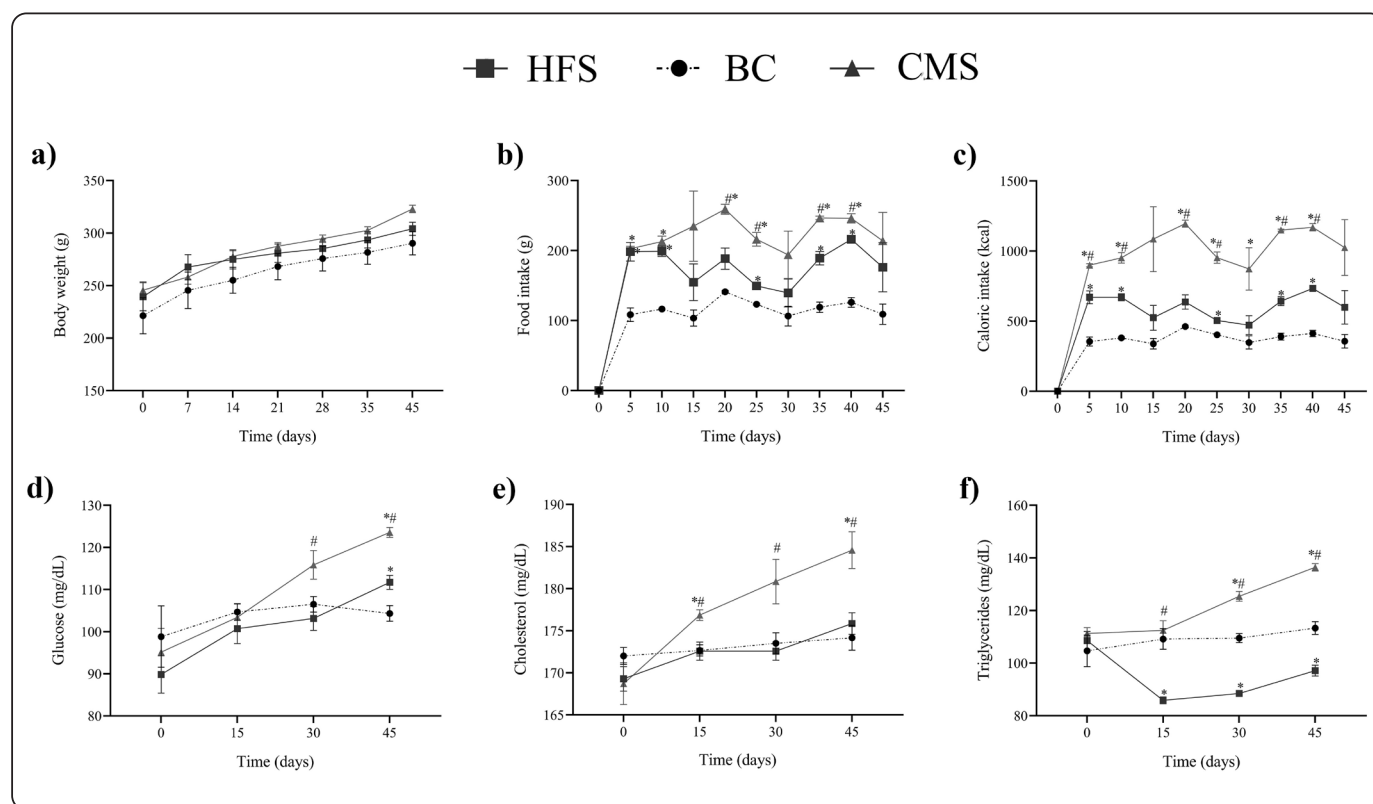 HFS BC CMS
a)
Body weight (g)
350
300
250
200
150
0 7 14 21 28 35 45
Time (days)
b)
Food intake (g)
300
200
100
0
* * #* #* #* #*
* * * * *
0 5 10 15 20 25 30 35 40 45
Time (days)
c)
Caloric intake (kcal)
1500
1000
500
0
*# *# *# *# * *# *#
* * * * *
0 5 10 15 20 25 30 35 40 45
Time (days)
d)
Glucose (mg/dL)
130
120
110
100
90
80
# *#
*
0 15 30 45
Time (days)
e)
Cholesterol (mg/dL)
190
185
180
175
170
165
*# # *#
0 15 30 45
Time (days)
f)
Triglycerides (mg/dL)
160
140
120
100
80
# *# *#
* * *
0 15 30 45
Time (days)